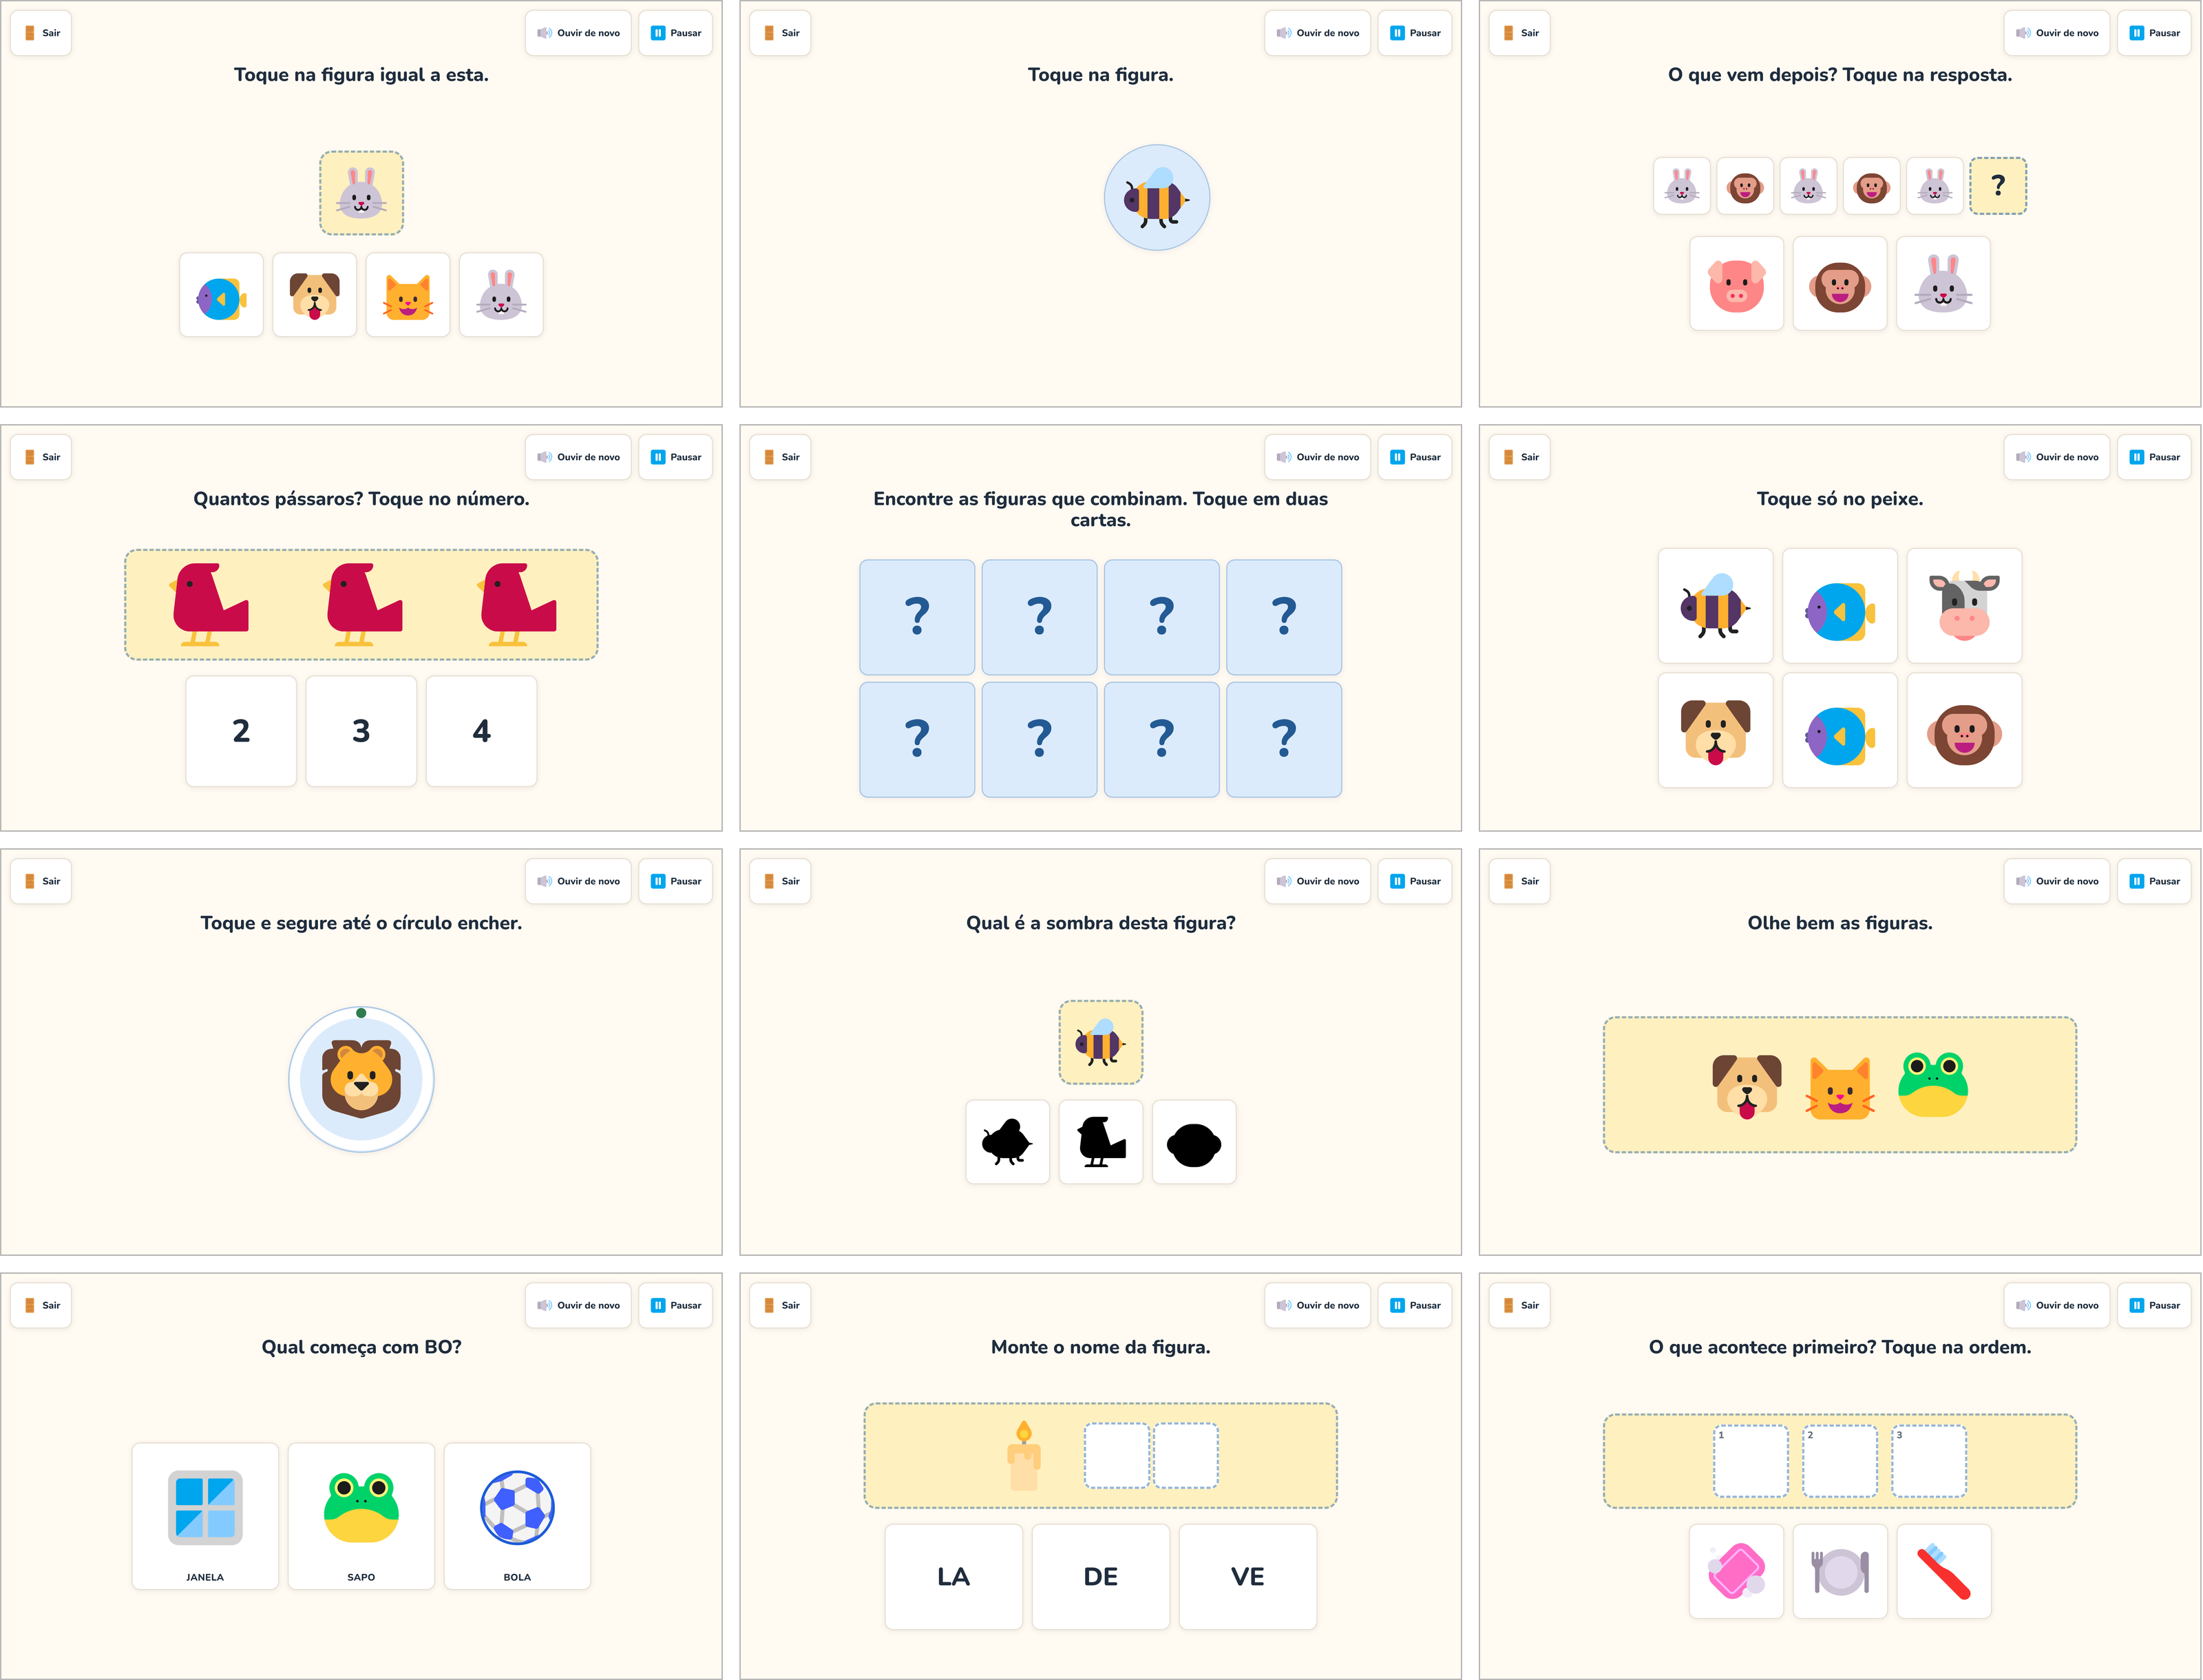 Sair
Ouvir de novo
Pausar
Toque na figura igual a esta.
Sair
Ouvir de novo
Pausar
Toque na figura.
Sair
Ouvir de novo
Pausar
O que vem depois? Toque na resposta.
?
Sair
Ouvir de novo
Pausar
Quantos pássaros? Toque no número.
2
3
4
Sair
Ouvir de novo
Pausar
Encontre as figuras que combinam. Toque em duas
cartas.
? ? ? ?
? ? ? ?
Sair
Ouvir de novo
Pausar
Toque só no peixe.
Sair
Ouvir de novo
Pausar
Toque e segure até o círculo encher.
Sair
Ouvir de novo
Pausar
Qual é a sombra desta figura?
Sair
Ouvir de novo
Pausar
Olhe bem as figuras.
Sair
Ouvir de novo
Pausar
Qual começa com BO?
JANELA
SAPO
BOLA
Sair
Ouvir de novo
Pausar
Monte o nome da figura.
LA
DE
VE
Sair
Ouvir de novo
Pausar
O que acontece primeiro? Toque na ordem.
1
2
3